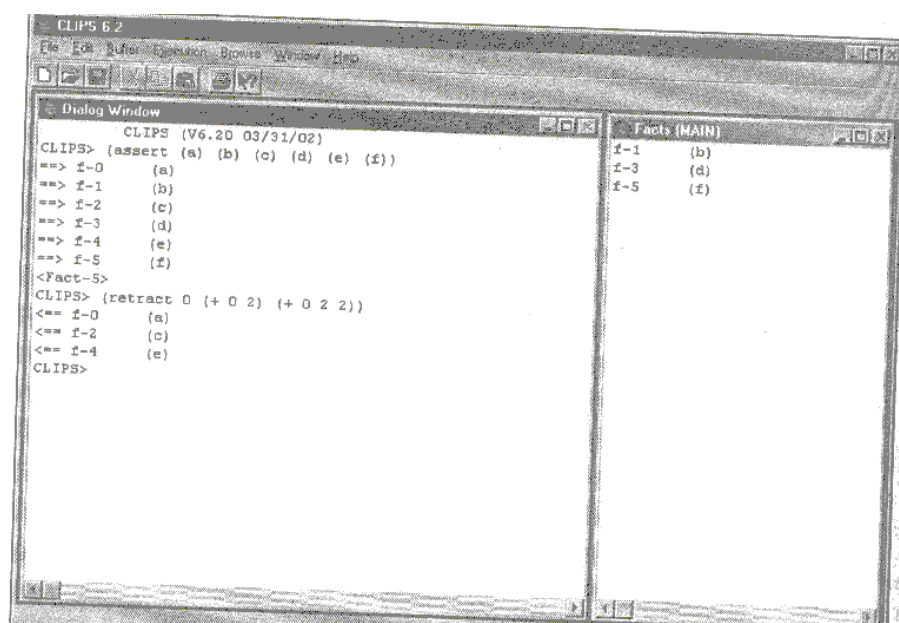 CLIPS 6.2
File Edit Buffer Execution Browse Window Help
Dialog Window
CLIPS (V6.20 03/31/02)
CLIPS> (assert (a) (b) (c) (d) (e) (f))
==> f-0 (a)
==> f-1 (b)
==> f-2 (c)
==> f-3 (d)
==> f-4 (e)
==> f-5 (f)
<Fact-5>
CLIPS> (retract 0 (+ 0 2) (+ 0 2 2))
<== f-0 (a)
<== f-2 (c)
<== f-4 (e)
CLIPS>
Facts (MAIN)
f-1 (b)
f-3 (d)
f-5 (f)